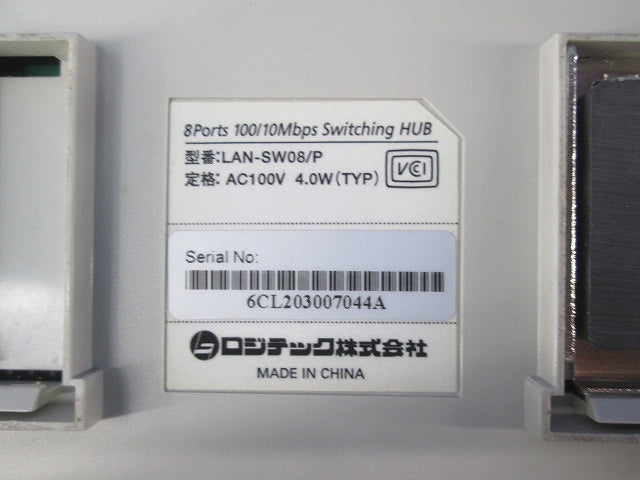 8Ports 100/10Mbps Switching HUB
型番:LAN-SW08/P
定格: AC100V 4.0W(TYP)
VCCI
Serial No:
6CL203007044A
ロジテック株式会社
MADE IN CHINA